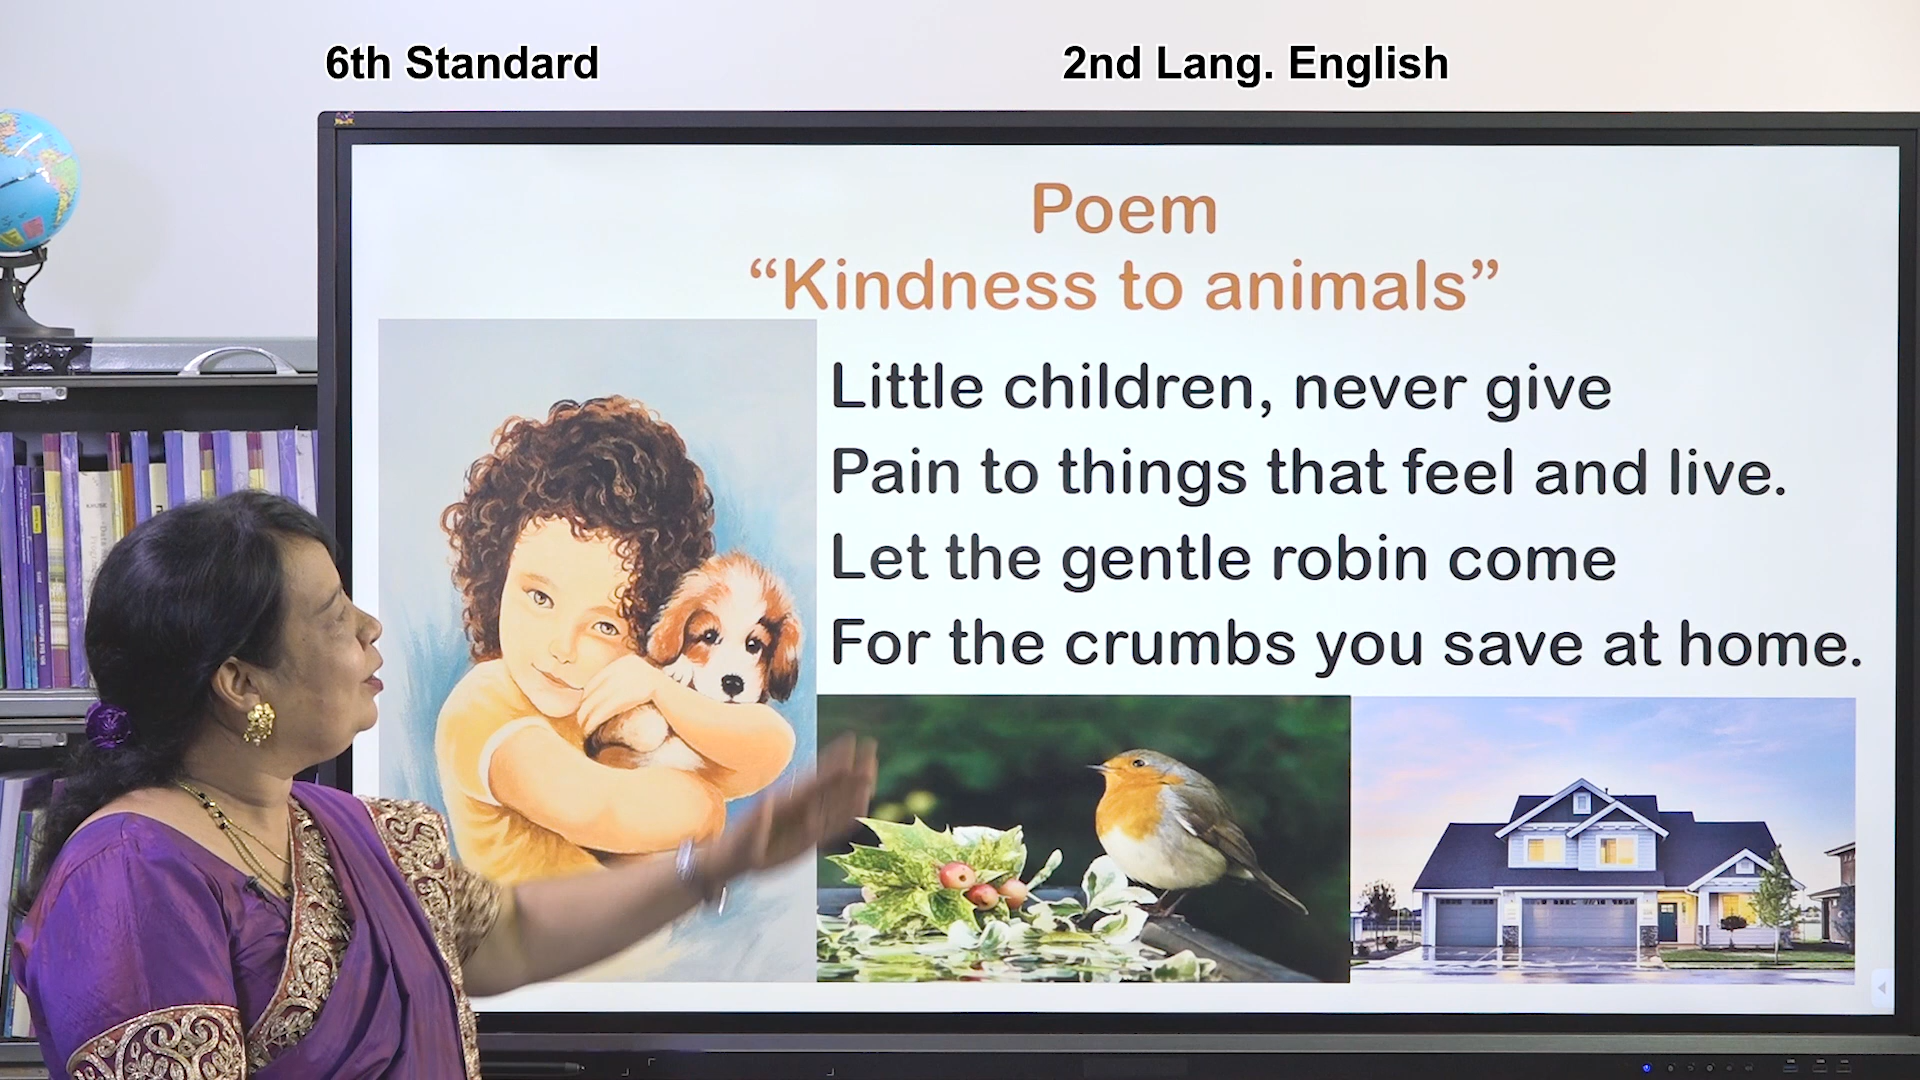 6th Standard
2nd Lang. English
Poem
“Kindness to animals”
Little children, never give
Pain to things that feel and live.
Let the gentle robin come
For the crumbs you save at home.